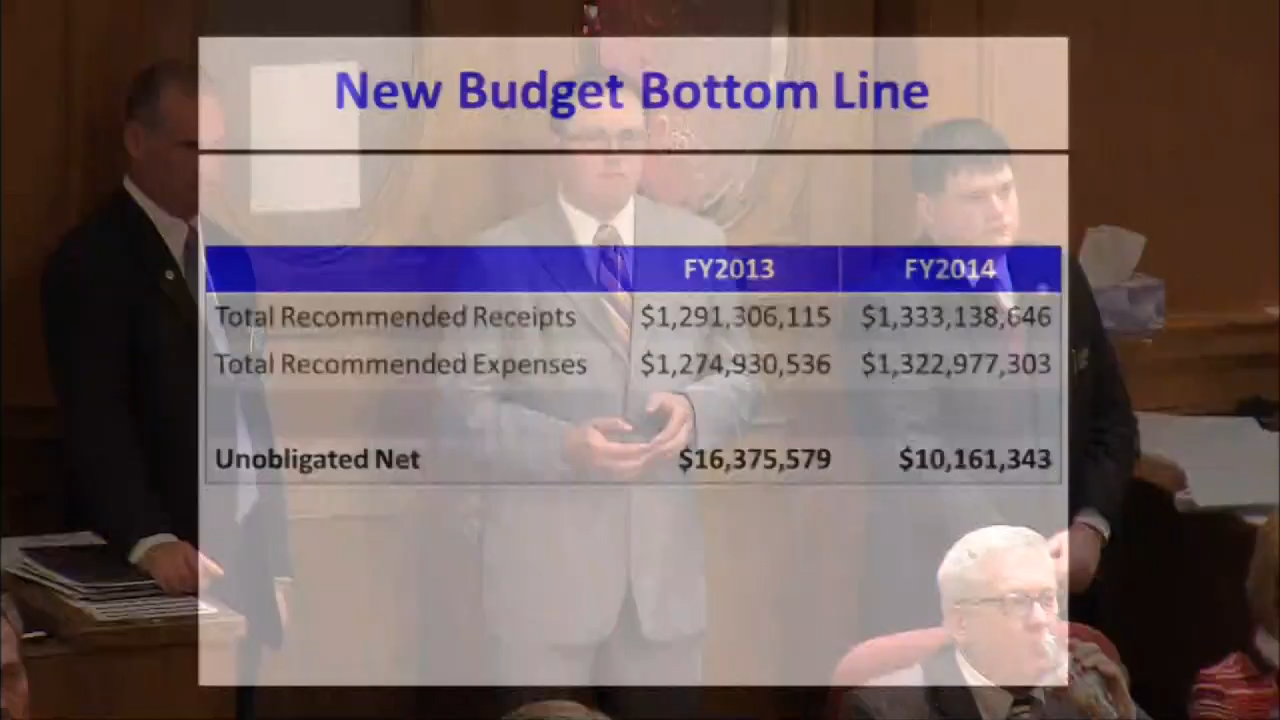 New Budget Bottom Line
FY2013 FY2014
Total Recommended Receipts $1,291,306,115 $1,333,138,646
Total Recommended Expenses $1,274,930,536 $1,322,977,303
Unobligated Net $16,375,579 $10,161,343